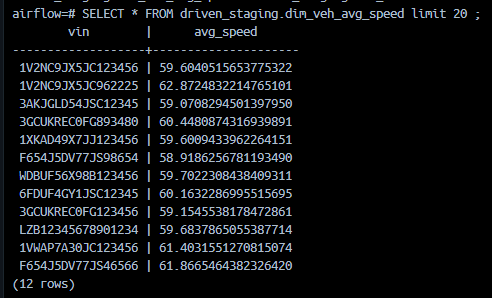 airflow=# SELECT * FROM driven_staging.dim_veh_avg_speed limit 20 ;
vin | avg_speed
-------------------+---------------------
1V2NC9JX5JC123456 | 59.6040515653775322
1V2NC9JX5JC962225 | 62.8724832214765101
3AKJGLD54JSC12345 | 59.0708294501397950
3GCUKREC0FG893480 | 60.4480874316939891
1XKAD49X7JJ123456 | 59.6009433962264151
F654J5DV77JS98654 | 58.9186256781193490
WDBUF56X98B123456 | 59.7022308438409311
6FDUF4GY1JSC12345 | 60.1632286995515695
3GCUKREC0FG123456 | 59.1545538178472861
LZB12345678901234 | 59.6837865055387714
1VWAP7A30JC123456 | 61.4031551270815074
F654J5DV77JS46566 | 61.8665464382326420
(12 rows)